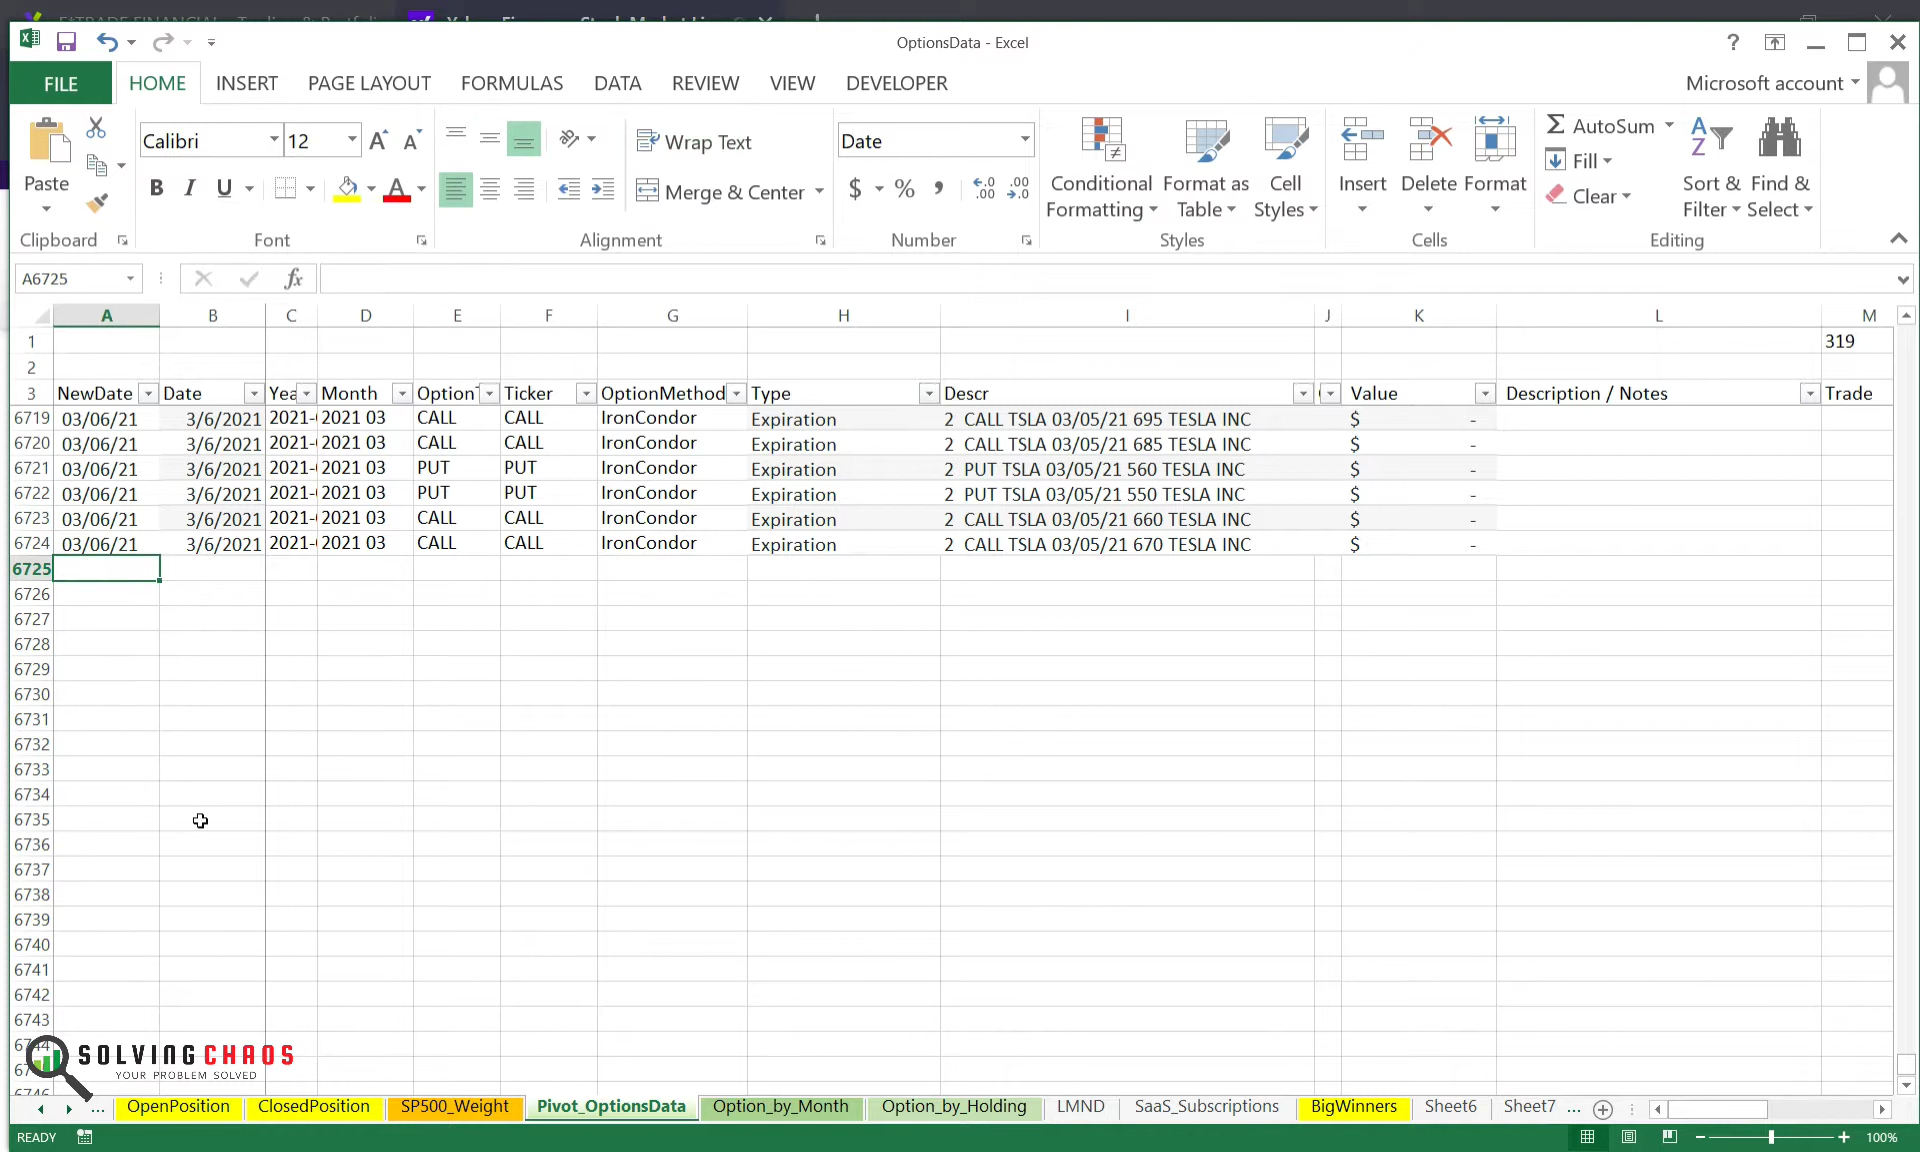 OptionsData - Excel
FILE HOME INSERT PAGE LAYOUT FORMULAS DATA REVIEW VIEW DEVELOPER Microsoft account
Calibri 12 Wrap Text Date AutoSum
Paste Merge & Center $ % Conditional Formatting Format as Table Cell Styles Insert Delete Format Fill Clear Sort & Filter Find & Select
Clipboard Font Alignment Number Styles Cells Editing
A6725 fx
A B C D E F G H I J K L M
1 319
2
3 NewDate Date Yea Month Option Ticker OptionMethod Type Descr Value Description / Notes Trade
6719 03/06/21 3/6/2021 2021- 2021 03 CALL CALL IronCondor Expiration 2 CALL TSLA 03/05/21 695 TESLA INC $ -
6720 03/06/21 3/6/2021 2021- 2021 03 CALL CALL IronCondor Expiration 2 CALL TSLA 03/05/21 685 TESLA INC $ -
6721 03/06/21 3/6/2021 2021- 2021 03 PUT PUT IronCondor Expiration 2 PUT TSLA 03/05/21 560 TESLA INC $ -
6722 03/06/21 3/6/2021 2021- 2021 03 PUT PUT IronCondor Expiration 2 PUT TSLA 03/05/21 550 TESLA INC $ -
6723 03/06/21 3/6/2021 2021- 2021 03 CALL CALL IronCondor Expiration 2 CALL TSLA 03/05/21 660 TESLA INC $ -
6724 03/06/21 3/6/2021 2021- 2021 03 CALL CALL IronCondor Expiration 2 CALL TSLA 03/05/21 670 TESLA INC $ -
6725
6726
6727
6728
6729
6730
6731
6732
6733
6734
6735
6736
6737
6738
6739
6740
6741
6742
6743
SOLVINGCHAOS
YOUR PROBLEM SOLVED
... OpenPosition ClosedPosition SP500_Weight Pivot_OptionsData Option_by_Month Option_by_Holding LMND SaaS_Subscriptions BigWinners Sheet6 Sheet7 ...
READY 100%